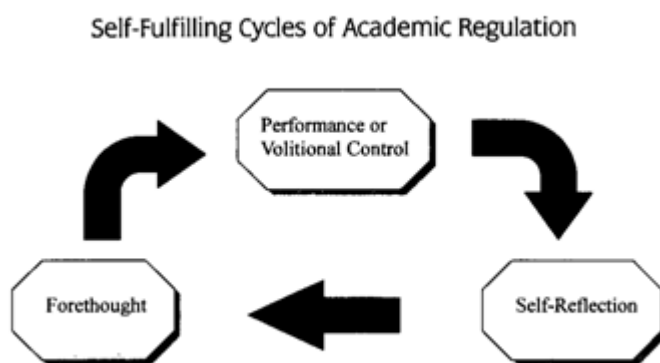 Self-Fulfilling Cycles of Academic Regulation
Performance or
Volitional Control
Forethought
Self-Reflection